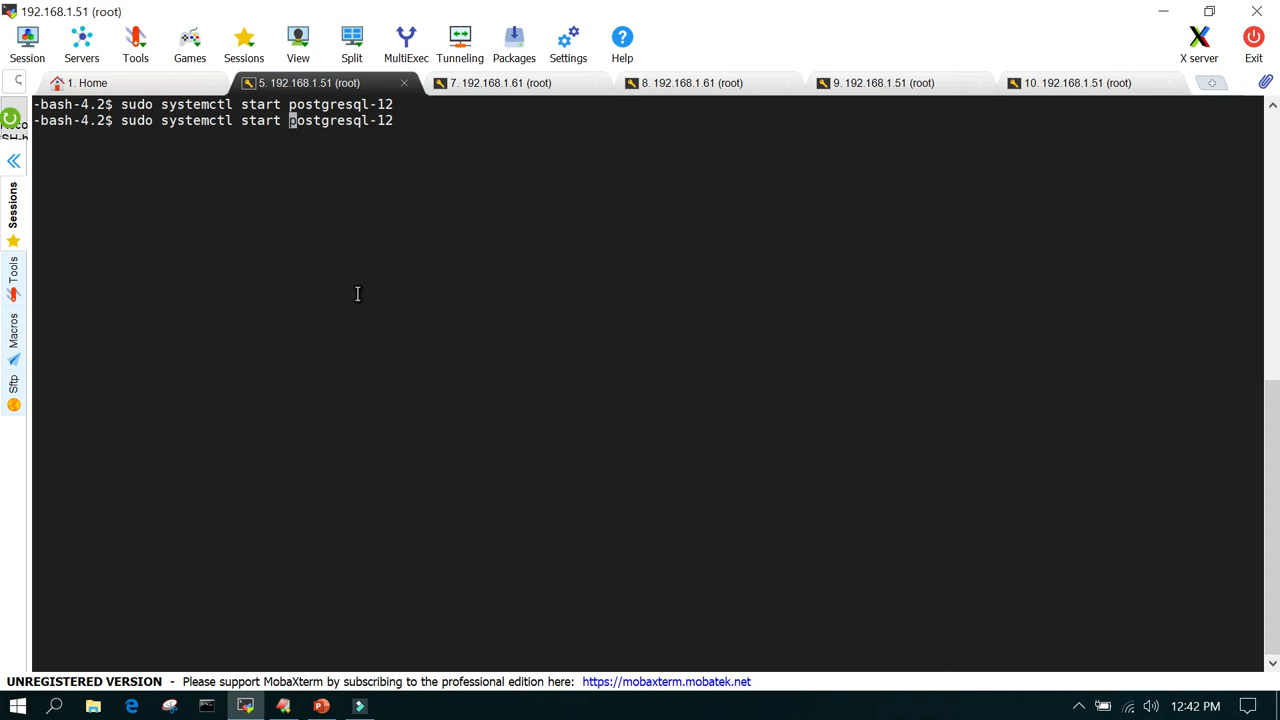 192.168.1.51 (root)
Session
Servers
Tools
Games
Sessions
View
Split
MultiExec
Tunneling
Packages
Settings
Help
X server
Exit
1. Home
5. 192.168.1.51 (root)
7. 192.168.1.61 (root)
8. 192.168.1.61 (root)
9. 192.168.1.51 (root)
10. 192.168.1.51 (root)
-bash-4.2$ sudo systemctl start postgresql-12
-bash-4.2$ sudo systemctl start postgresql-12
Sessions
Tools
Macros
Sftp
UNREGISTERED VERSION - Please support MobaXterm by subscribing to the professional edition here: https://mobaxterm.mobatek.net
12:42 PM